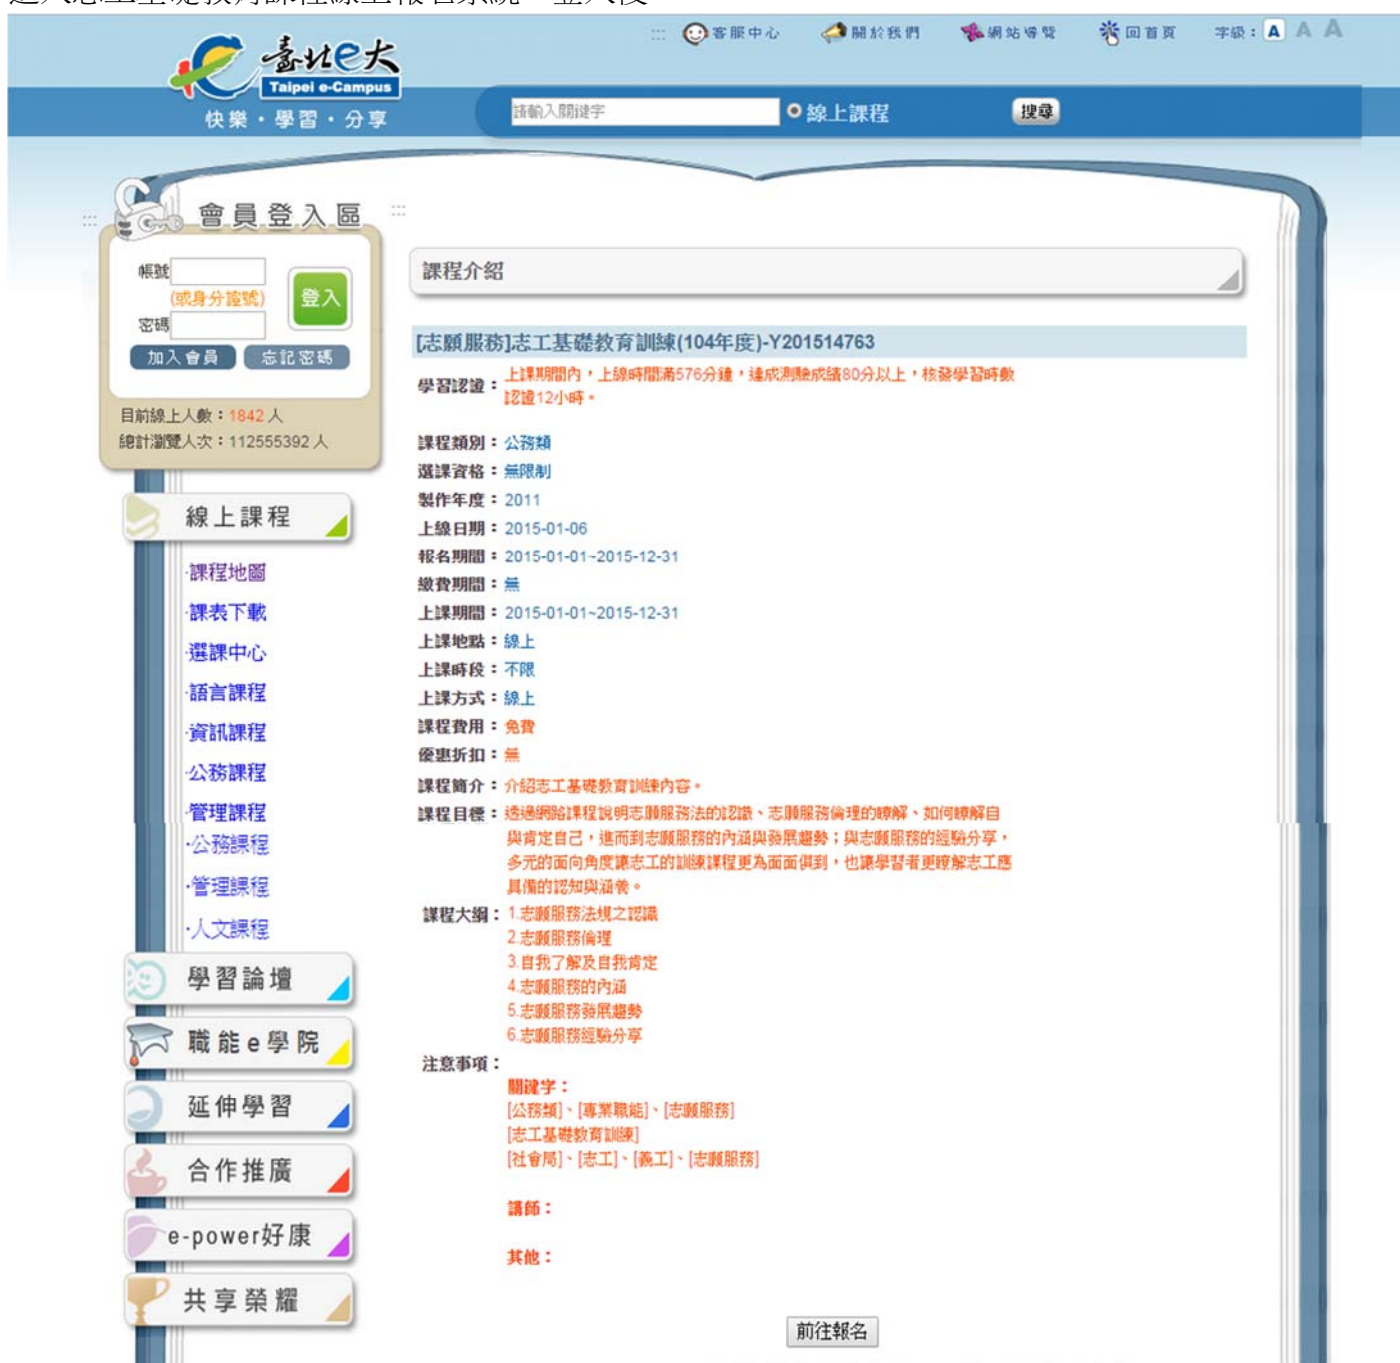 客服中心 關於我們 網站導覽 回首頁 字級：A A A
臺北e大
Taipei e-Campus
快樂・學習・分享
請輸入關鍵字 線上課程 搜尋
會員登入區
帳號
(或身分證號)
登入
密碼
加入會員 忘記密碼
目前線上人數：1842 人
總計瀏覽人次：112555392 人
線上課程
·課程地圖
·課表下載
·選課中心
·語言課程
·資訊課程
·公務課程
·管理課程
·公務課程
·管理課程
·人文課程
學習論壇
職能e學院
延伸學習
合作推廣
e-power好康
共享榮耀
課程介紹
[志願服務]志工基礎教育訓練(104年度)-Y201514763
學習認證：上課期間內，上線時間滿576分鐘，達成測驗成績80分以上，核發學習時數
認證12小時。
課程類別：公務類
選課資格：無限制
製作年度：2011
上線日期：2015-01-06
報名期間：2015-01-01~2015-12-31
繳費期間：無
上課期間：2015-01-01~2015-12-31
上課地點：線上
上課時段：不限
上課方式：線上
課程費用：免費
優惠折扣：無
課程簡介：介紹志工基礎教育訓練內容。
課程目標：透過網路課程說明志願服務法的認識、志願服務倫理的瞭解、如何瞭解自
與肯定自己，進而到志願服務的內涵與發展趨勢；與志願服務的經驗分享，
多元的面向角度讓志工的訓練課程更為面面俱到，也讓學習者更瞭解志工應
具備的認知與涵養。
課程大綱：1.志願服務法規之認識
2.志願服務倫理
3.自我了解及自我肯定
4.志願服務的內涵
5.志願服務發展趨勢
6.志願服務經驗分享
注意事項：
關鍵字：
[公務類]、[專業職能]、[志願服務]
[志工基礎教育訓練]
[社會局]、[志工]、[義工]、[志願服務]
講師：
其他：
前往報名